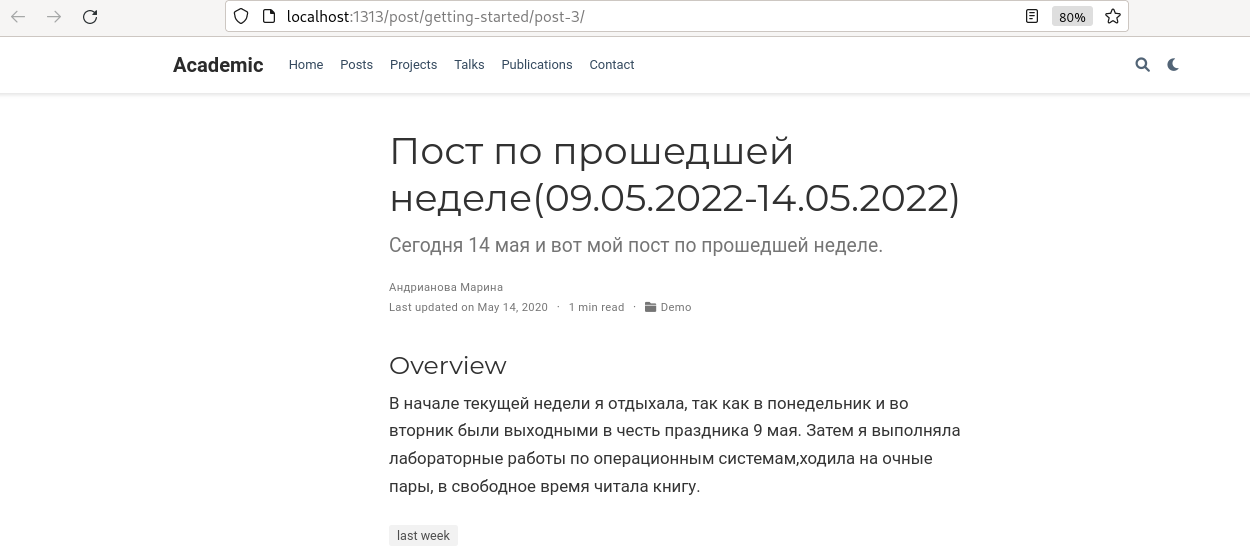 localhost:1313/post/getting-started/post-3/
80%
Academic Home Posts Projects Talks Publications Contact
Пост по прошедшей
неделе(09.05.2022-14.05.2022)
Сегодня 14 мая и вот мой пост по прошедшей неделе.
Андрианова Марина
Last updated on May 14, 2020 · 1 min read · Demo
Overview
В начале текущей недели я отдыхала, так как в понедельник и во
вторник были выходными в честь праздника 9 мая. Затем я выполняла
лабораторные работы по операционным системам,ходила на очные
пары, в свободное время читала книгу.
last week